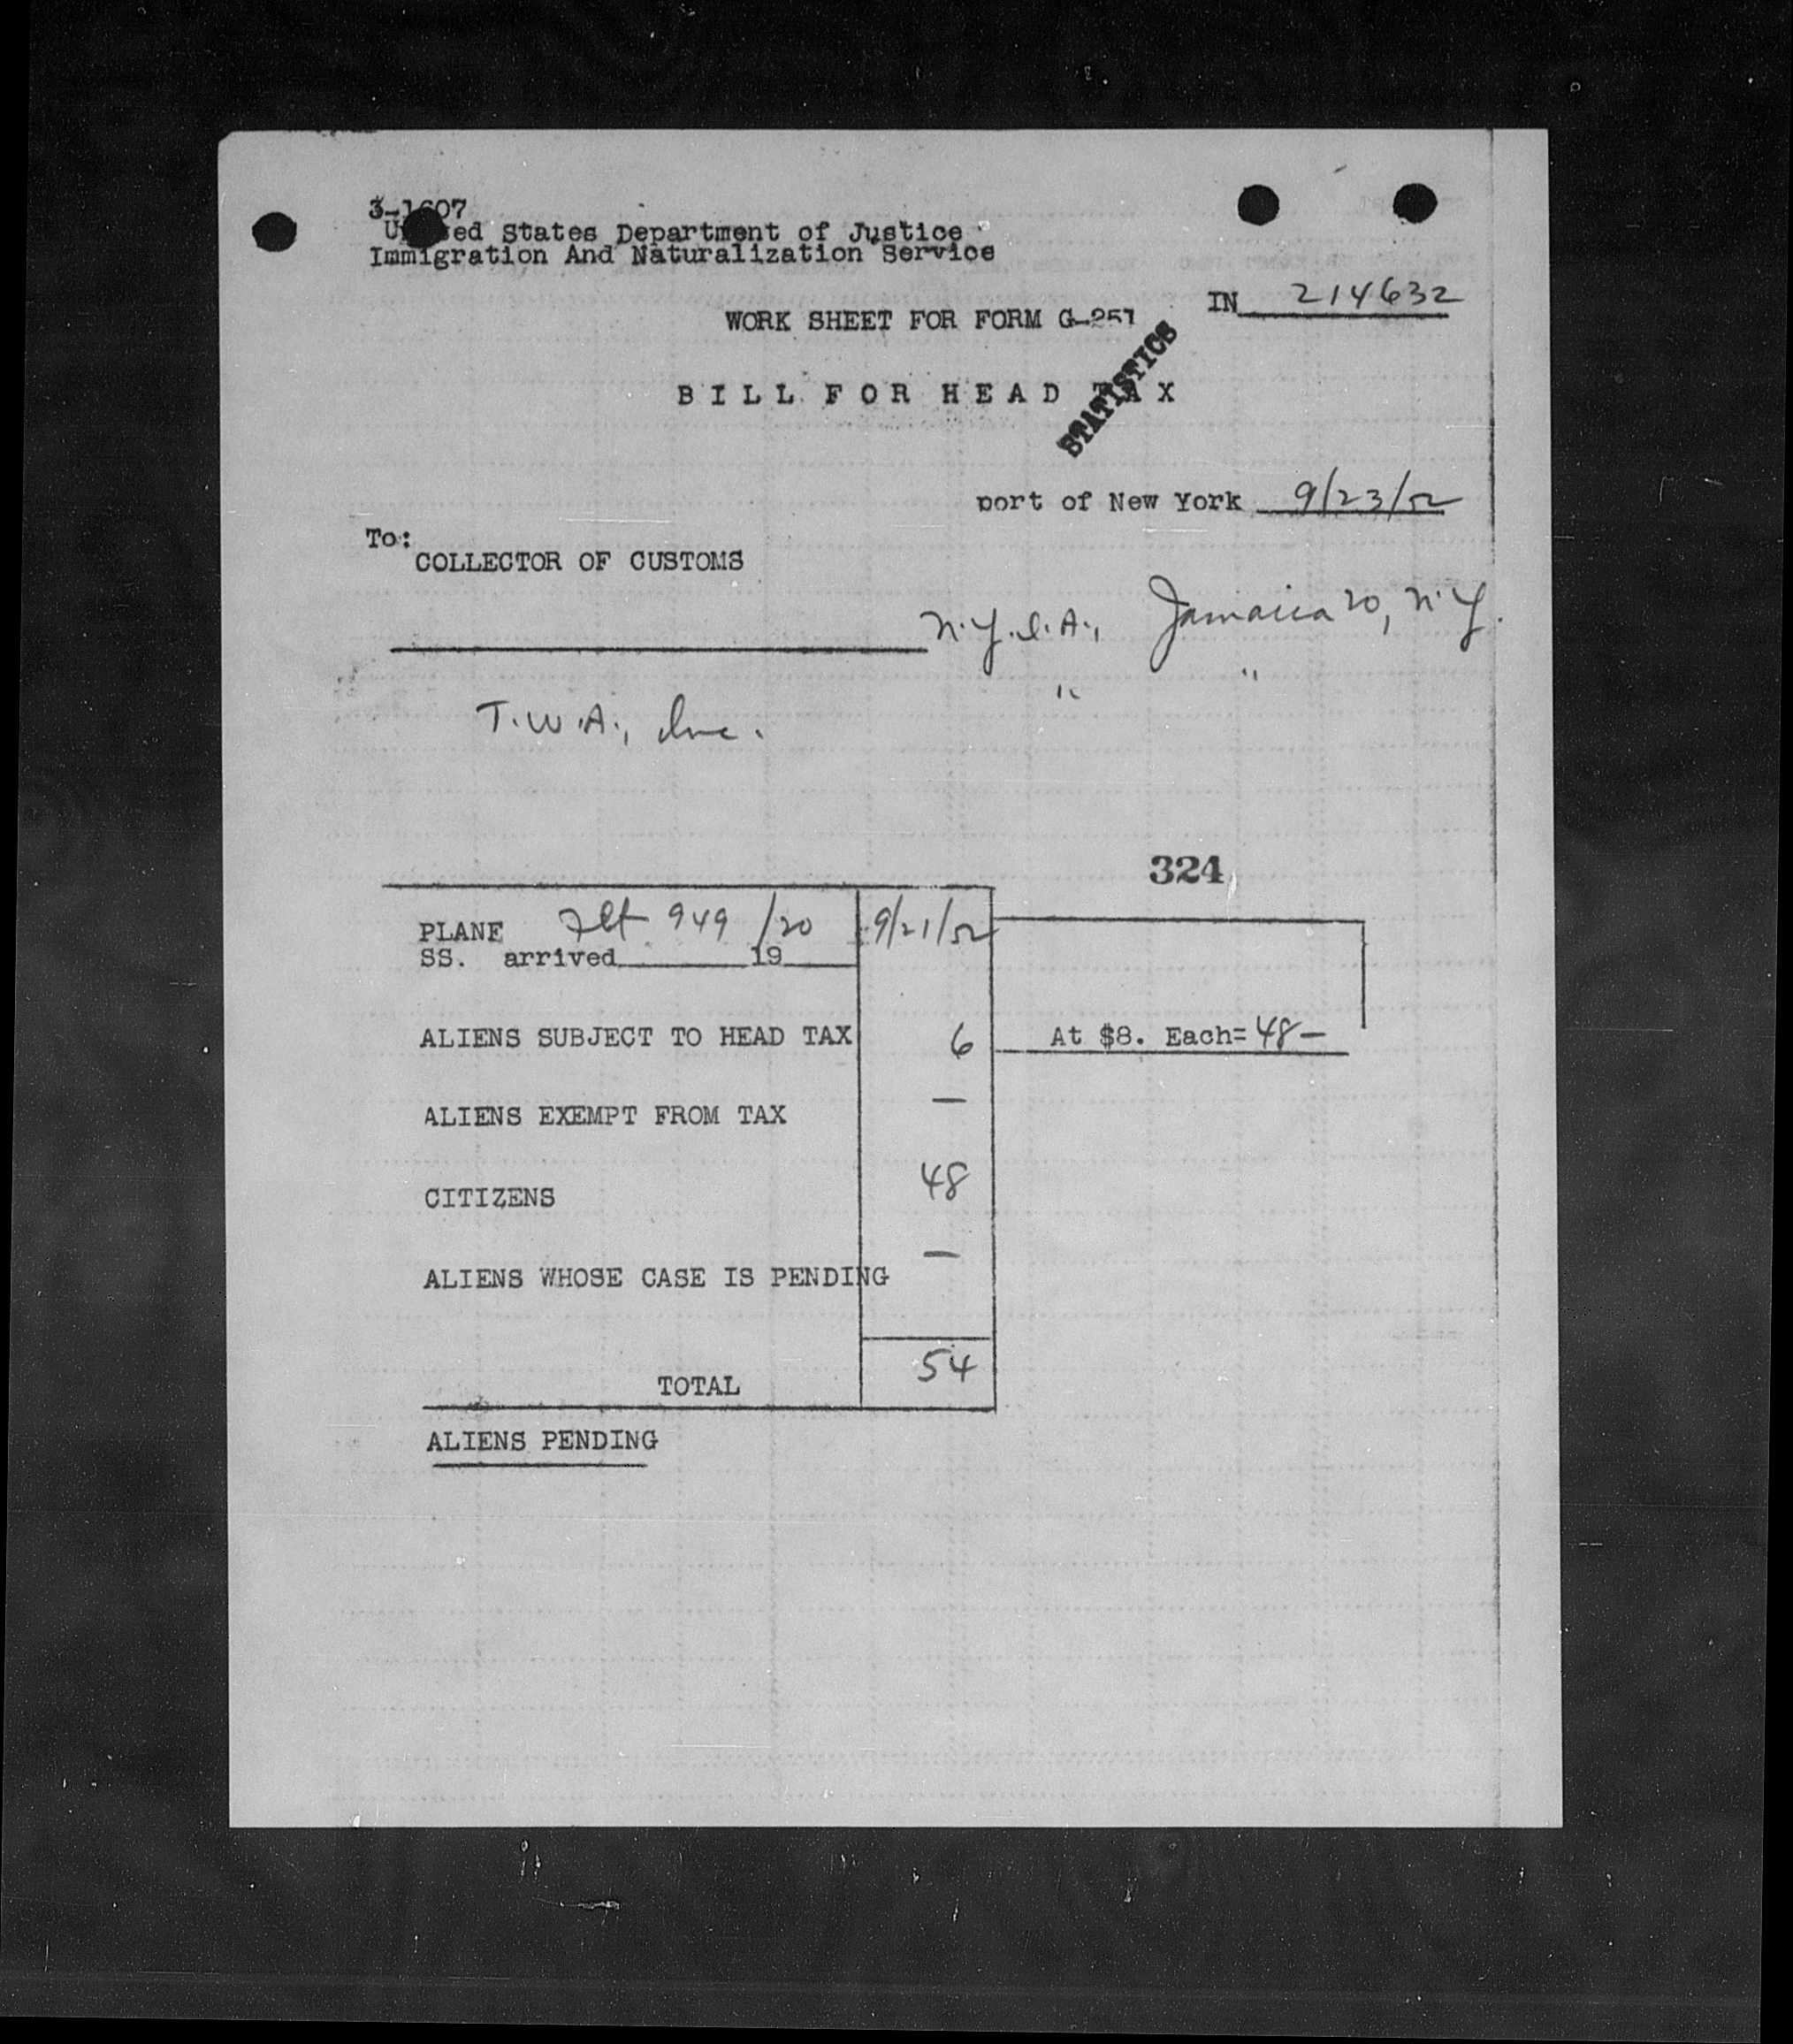 3-1607
United States Department of Justice
Immigration And Naturalization Service
IN 214632
WORK SHEET FOR FORM G-251
STATISTICS
BILL FOR HEAD TAX
port of New York 9/23/52
To:
COLLECTOR OF CUSTOMS
N.Y.I.A., Jamaica 20, N.Y.
" "
T.W.A., Inc.
324
PLANE Flt 949 /20 9/21/52
SS. arrived 19
ALIENS SUBJECT TO HEAD TAX 6 At $8. Each= 48—
ALIENS EXEMPT FROM TAX —
CITIZENS 48
ALIENS WHOSE CASE IS PENDING —
TOTAL 54
ALIENS PENDING